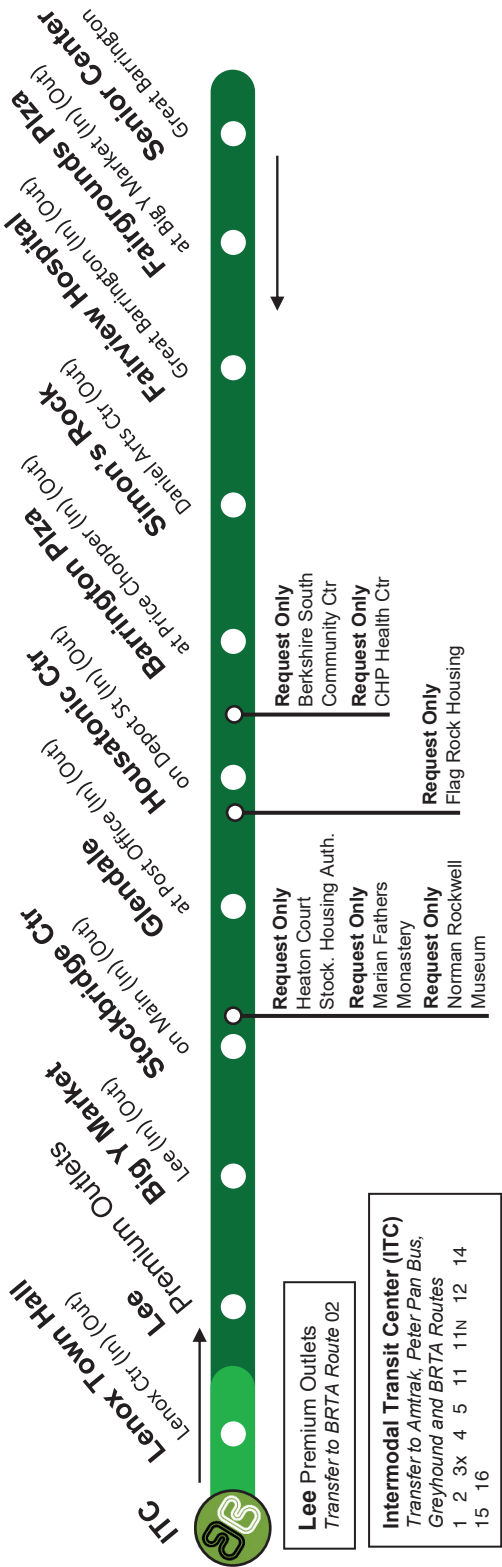 ITC
Lenox Town Hall
Lenox Ctr (In) (Out)
Lee
Premium Outlets
Big Y Market
Lee (In) (Out)
Stockbridge Ctr
on Main (In) (Out)
Glendale
at Post Office (In) (Out)
Housatonic Ctr
on Depot St (In) (Out)
Barrington Plza
at Price Chopper (In) (Out)
Simon's Rock
Daniel Arts Ctr (Out)
Fairview Hospital
Great Barrington (In) (Out)
Fairgrounds Plza
at Big Y Market (In) (Out)
Senior Center
Great Barrington
Request Only
Heaton Court
Stock. Housing Auth.
Request Only
Marian Fathers
Monastery
Request Only
Norman Rockwell
Museum
Request Only
Flag Rock Housing
Request Only
Berkshire South
Community Ctr
Request Only
CHP Health Ctr
Lee Premium Outlets
Transfer to BRTA Route 02
Intermodal Transit Center (ITC)
Transfer to Amtrak, Peter Pan Bus,
Greyhound and BRTA Routes
1 2 3x 4 5 11 11N 12 14
15 16